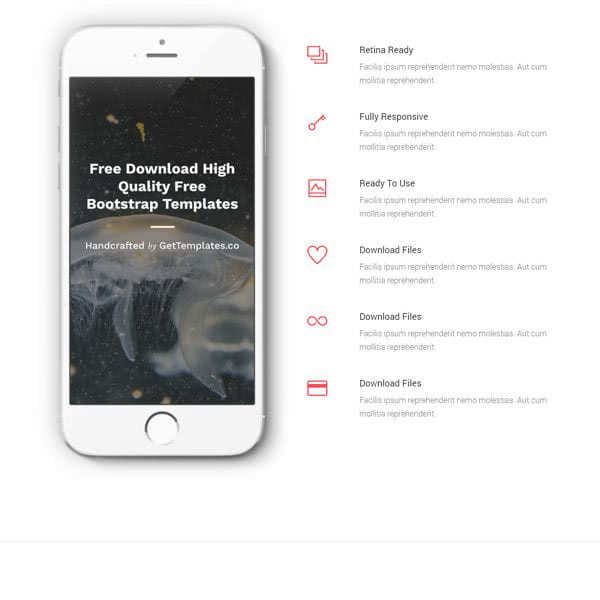 Free Download High
Quality Free
Bootstrap Templates
Handcrafted by GetTemplates.co
Retina Ready
Facilis ipsum reprehenderit nemo molestias. Aut cum
mollitia reprehenderit.
Fully Responsive
Facilis ipsum reprehenderit nemo molestias. Aut cum
mollitia reprehenderit.
Ready To Use
Facilis ipsum reprehenderit nemo molestias. Aut cum
mollitia reprehenderit.
Download Files
Facilis ipsum reprehenderit nemo molestias. Aut cum
mollitia reprehenderit.
Download Files
Facilis ipsum reprehenderit nemo molestias. Aut cum
mollitia reprehenderit.
Download Files
Facilis ipsum reprehenderit nemo molestias. Aut cum
mollitia reprehenderit.